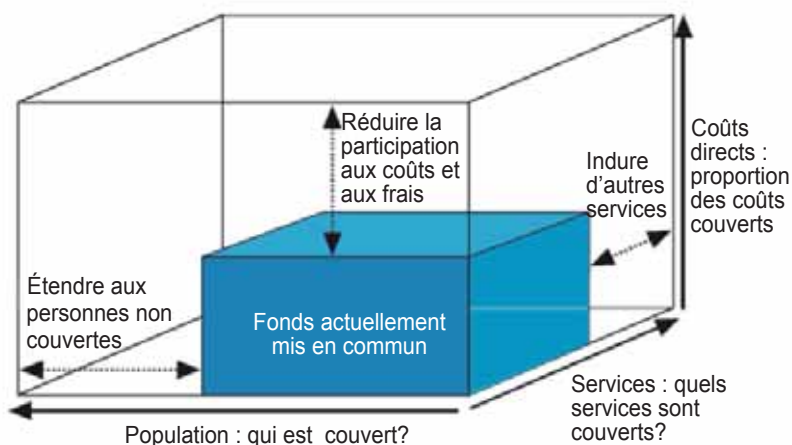 Réduire la
participation
aux coûts et
aux frais
Indure
d'autres
services
Coûts
directs :
proportion
des coûts
couverts
Étendre aux
personnes non
couvertes
Fonds actuellement
mis en commun
Services : quels
services sont
couverts?
Population : qui est couvert?